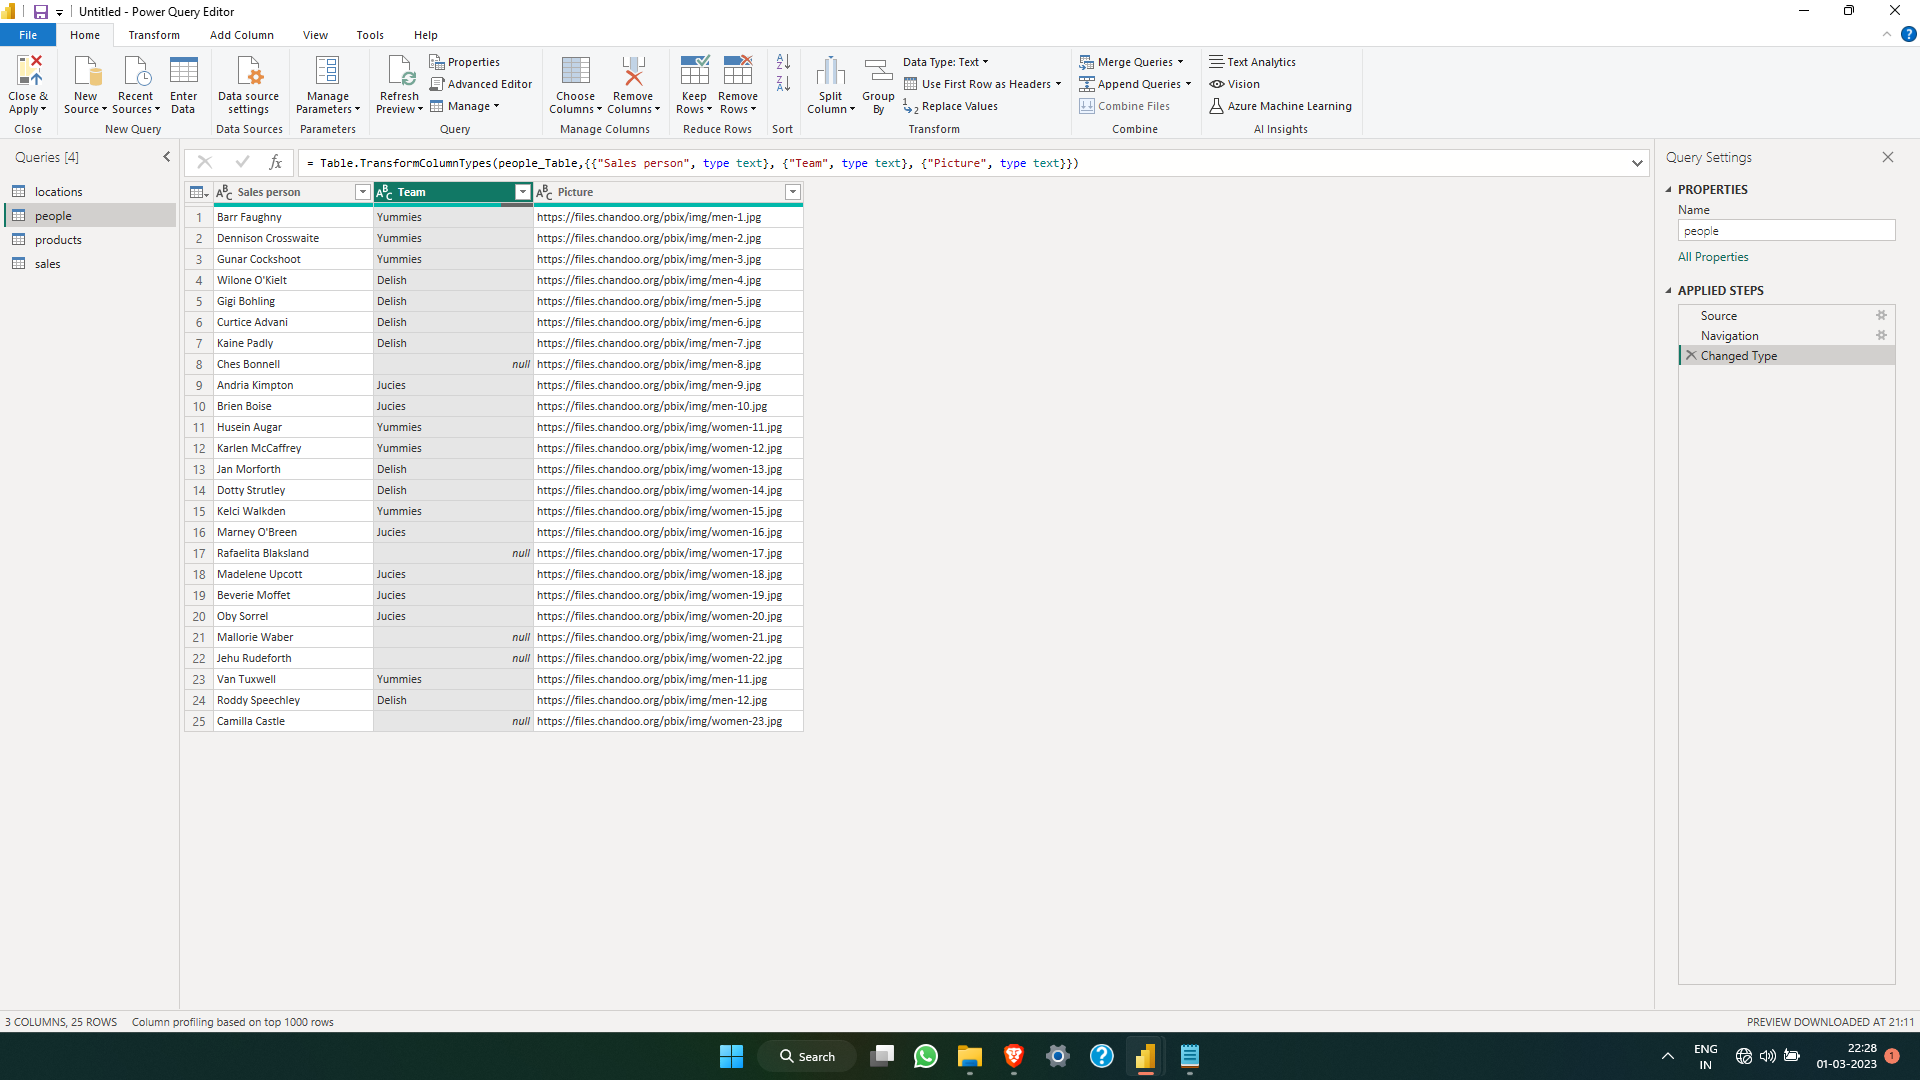 Untitled - Power Query Editor
File Home Transform Add Column View Tools Help
Close & Apply
New Source
Recent Sources
Enter Data
Data source settings
Manage Parameters
Refresh Preview
Properties
Advanced Editor
Manage
Choose Columns
Remove Columns
Keep Rows
Remove Rows
Split Column
Group By
Data Type: Text
Use First Row as Headers
Replace Values
Merge Queries
Append Queries
Combine Files
Text Analytics
Vision
Azure Machine Learning
Close New Query Data Sources Parameters Query Manage Columns Reduce Rows Sort Transform Combine AI Insights
Queries [4]
locations
people
products
sales
= Table.TransformColumnTypes(people_Table,{{"Sales person", type text}, {"Team", type text}, {"Picture", type text}})
Sales person Team Picture
1 Barr Faughny Yummies https://files.chandoo.org/pbix/img/men-1.jpg
2 Dennison Crosswaite Yummies https://files.chandoo.org/pbix/img/men-2.jpg
3 Gunar Cockshoot Yummies https://files.chandoo.org/pbix/img/men-3.jpg
4 Wilone O'Kielt Delish https://files.chandoo.org/pbix/img/men-4.jpg
5 Gigi Bohling Delish https://files.chandoo.org/pbix/img/men-5.jpg
6 Curtice Advani Delish https://files.chandoo.org/pbix/img/men-6.jpg
7 Kaine Padly Delish https://files.chandoo.org/pbix/img/men-7.jpg
8 Ches Bonnell null https://files.chandoo.org/pbix/img/men-8.jpg
9 Andria Kimpton Jucies https://files.chandoo.org/pbix/img/men-9.jpg
10 Brien Boise Jucies https://files.chandoo.org/pbix/img/men-10.jpg
11 Husein Augar Yummies https://files.chandoo.org/pbix/img/women-11.jpg
12 Karlen McCaffrey Yummies https://files.chandoo.org/pbix/img/women-12.jpg
13 Jan Morforth Delish https://files.chandoo.org/pbix/img/women-13.jpg
14 Dotty Strutley Delish https://files.chandoo.org/pbix/img/women-14.jpg
15 Kelci Walkden Yummies https://files.chandoo.org/pbix/img/women-15.jpg
16 Marney O'Breen Jucies https://files.chandoo.org/pbix/img/women-16.jpg
17 Rafaelita Blaksland null https://files.chandoo.org/pbix/img/women-17.jpg
18 Madelene Upcott Jucies https://files.chandoo.org/pbix/img/women-18.jpg
19 Beverie Moffet Jucies https://files.chandoo.org/pbix/img/women-19.jpg
20 Oby Sorrel Jucies https://files.chandoo.org/pbix/img/women-20.jpg
21 Mallorie Waber null https://files.chandoo.org/pbix/img/women-21.jpg
22 Jehu Rudeforth null https://files.chandoo.org/pbix/img/women-22.jpg
23 Van Tuxwell Yummies https://files.chandoo.org/pbix/img/men-11.jpg
24 Roddy Speechley Delish https://files.chandoo.org/pbix/img/men-12.jpg
25 Camilla Castle null https://files.chandoo.org/pbix/img/women-23.jpg
Query Settings
PROPERTIES
Name
people
All Properties
APPLIED STEPS
Source
Navigation
Changed Type
3 COLUMNS, 25 ROWS Column profiling based on top 1000 rows
PREVIEW DOWNLOADED AT 21:11
Search
ENG
IN
22:28
01-03-2023
1